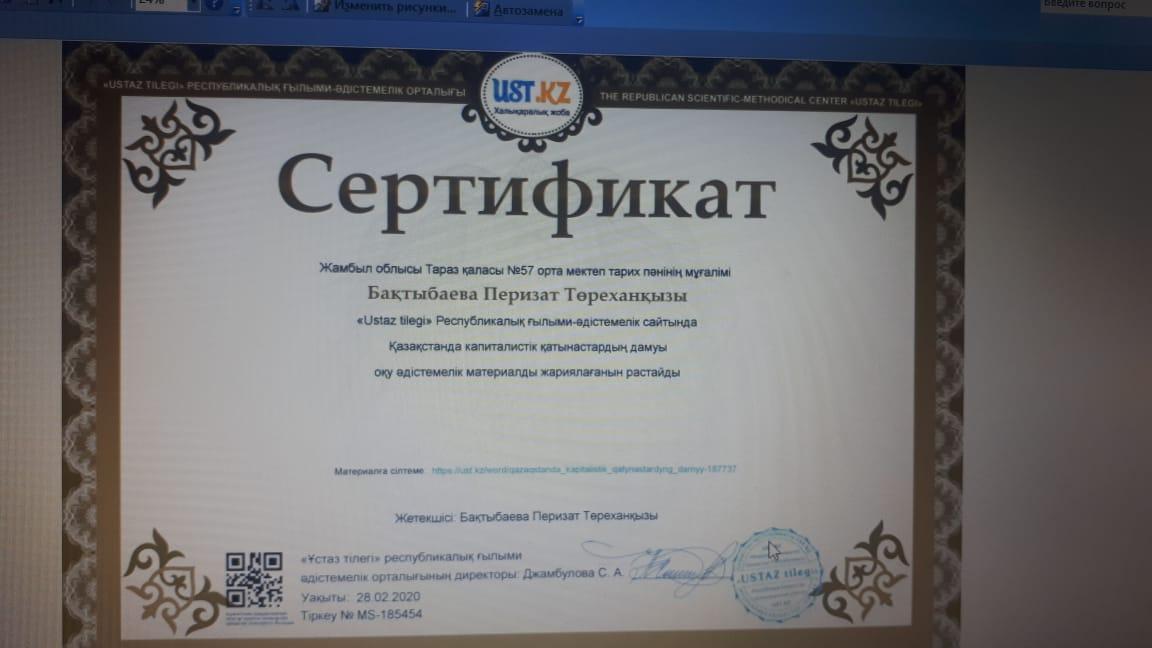 24%
Изменить рисунки...
Автозамена
Введите вопрос
«USTAZ TILEGI» РЕСПУБЛИКАЛЫҚ ҒЫЛЫМИ-ӘДІСТЕМЕЛІК ОРТАЛЫҒЫ
UST.KZ
Халықаралық жоба
THE REPUBLICAN SCIENTIFIC-METHODICAL CENTER «USTAZ TILEGI»
Сертификат
Жамбыл облысы Тараз қаласы №57 орта мектеп тарих пәнінің мұғалімі
Бақтыбаева Перизат Төреханқызы
«Ustaz tilegi» Республикалық ғылыми-әдістемелік сайтында
Қазақстанда капиталистік қатынастардың дамуы
оқу әдістемелік материалды жариялағанын растайды
Материалға сілтеме: https://ust.kz/word/qazaqstanda_kapitalistik_qatynastardyng_damyy-187737
Жетекшісі: Бақтыбаева Перизат Төреханқызы
«Ұстаз тілегі» республикалық ғылыми
әдістемелік орталығының директоры: Джамбулова С. А.
Уақыты: 28.02.2020
Тіркеу № MS-185454
USTAZ tilegi